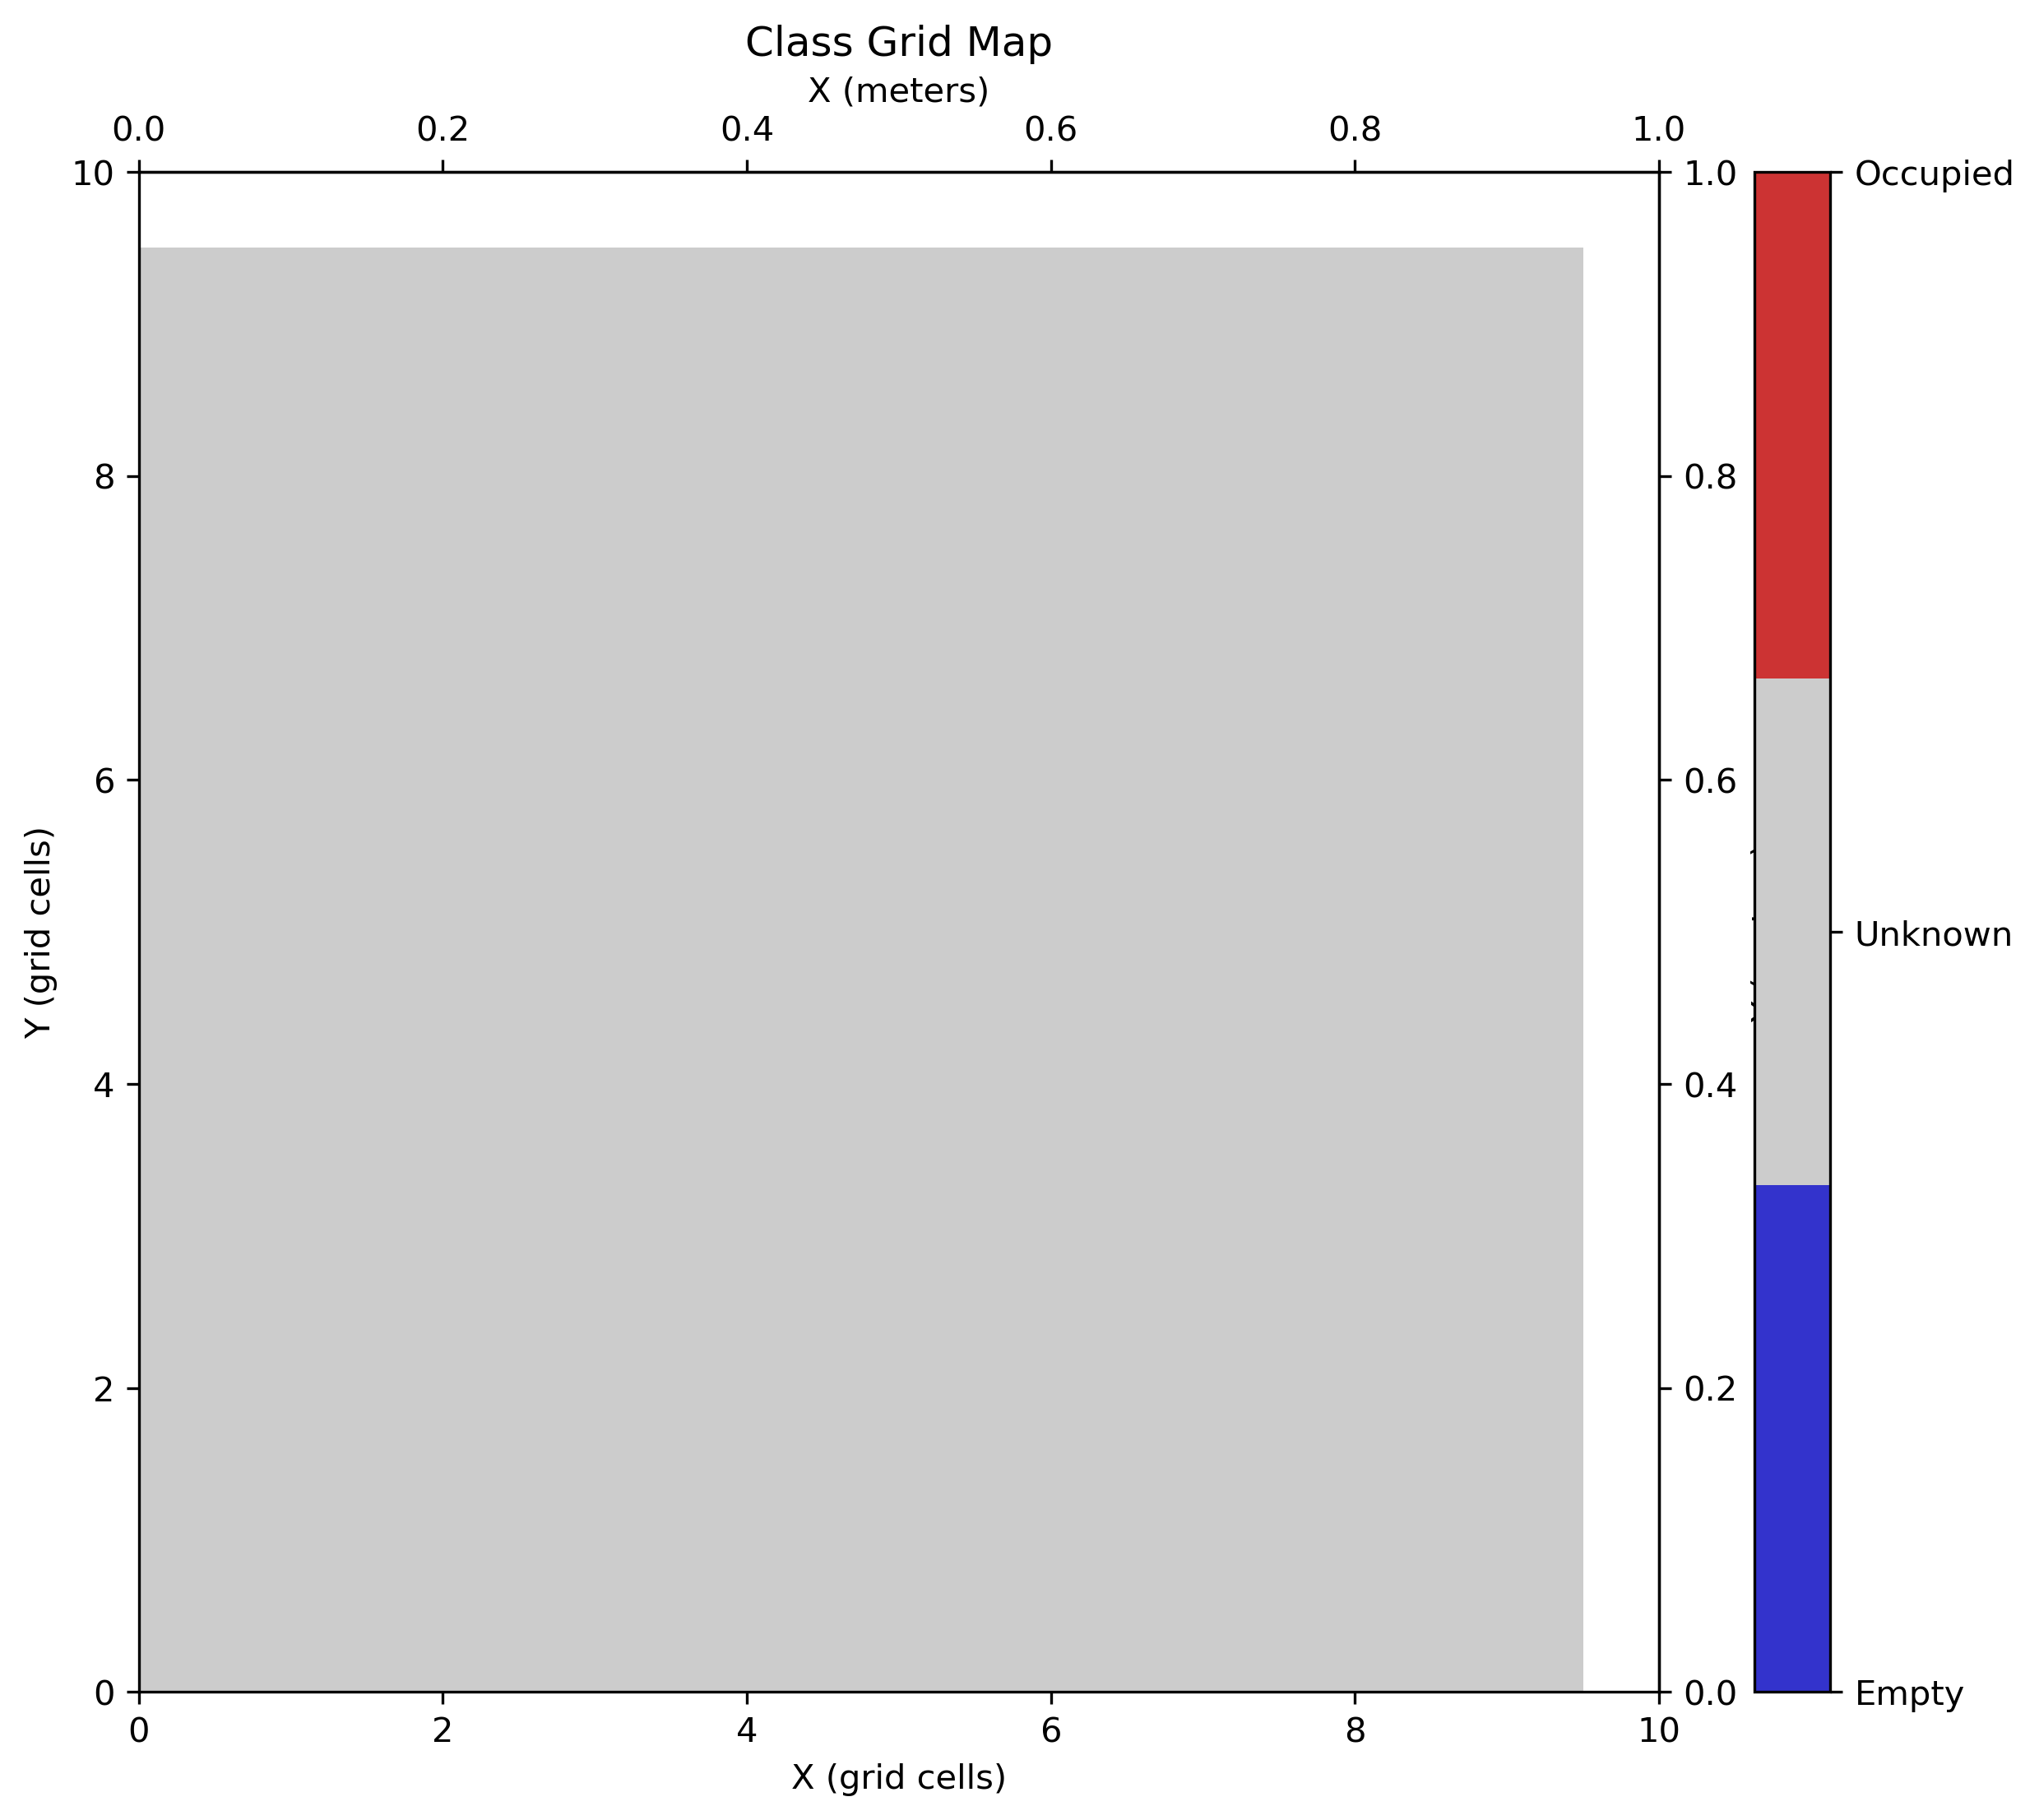 Class Grid Map
X (meters)
0.0 0.2 0.4 0.6 0.8 1.0
10
8
6
4
2
0
Y (grid cells)
0 2 4 6 8 10
X (grid cells)
1.0
0.8
0.6
0.4
0.2
0.0
Occupied
Unknown
Empty